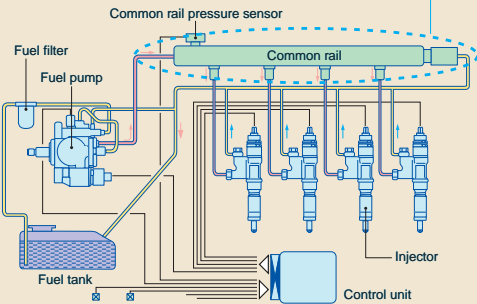 Common rail pressure sensor
Fuel filter
Common rail
Fuel pump
Injector
Fuel tank
Control unit